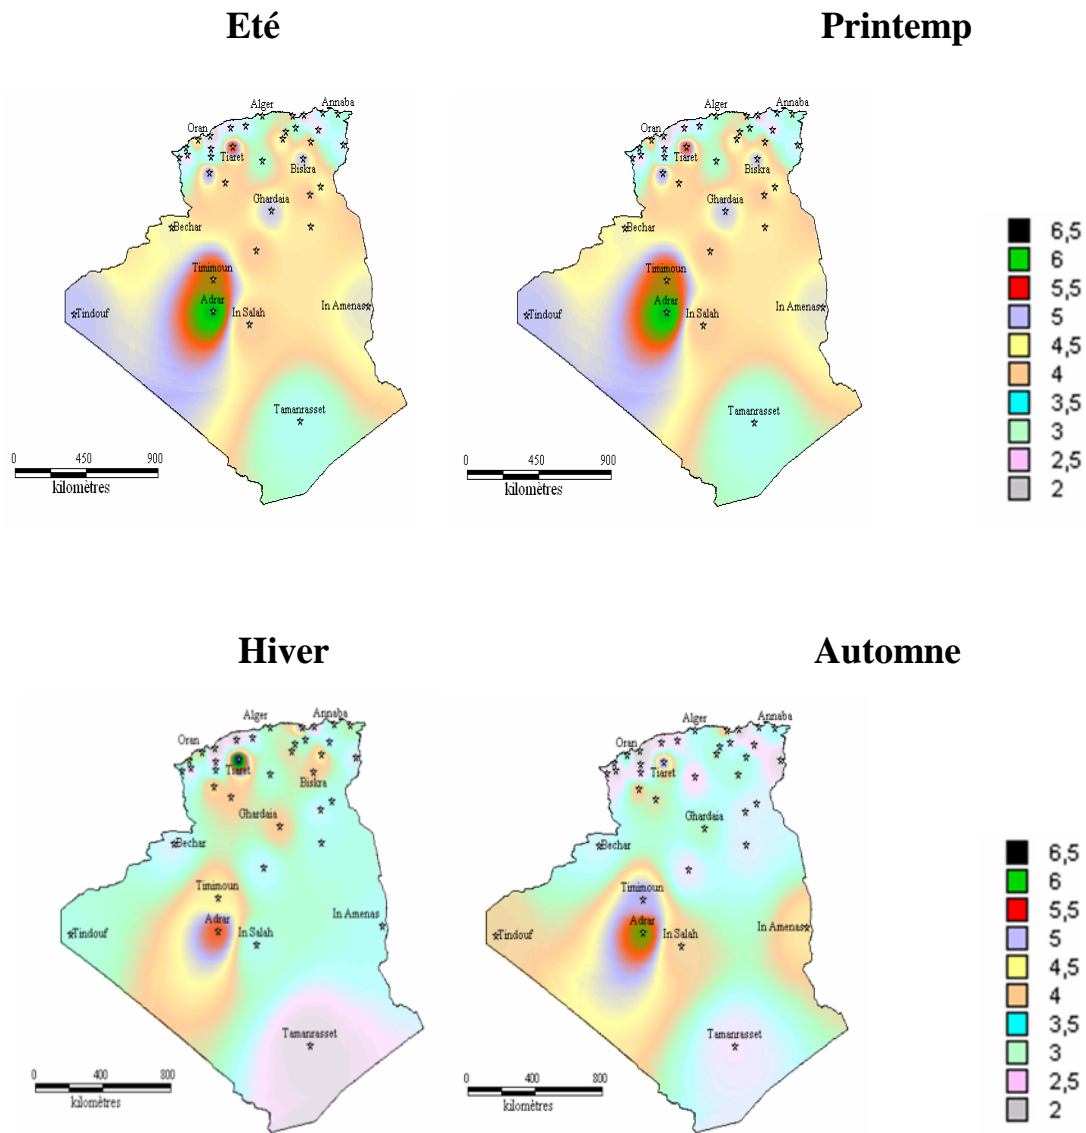 Eté
Printemp
Alger
Annaba
Oran
Tiaret
Biskra
Ghardaia
Bechar
Timimoun
Adrar
In Salah
In Amenas
Tindouf
Tamanrasset
0 450 900
kilomètres
Alger
Annaba
Oran
Tiaret
Biskra
Ghardaia
Bechar
Timimoun
Adrar
In Salah
In Amenas
Tindouf
Tamanrasset
0 450 900
kilomètres
6,5
6
5,5
5
4,5
4
3,5
3
2,5
2
Hiver
Automne
Alger
Annaba
Oran
Tiaret
Biskra
Ghardaia
Bechar
Timimoun
Adrar
In Salah
In Amenas
Tindouf
Tamanrasset
0 400 800
kilomètres
Alger
Annaba
Oran
Tiaret
Ghardaia
Bechar
Timimoun
Adrar
In Salah
In Amenas
Tindouf
Tamanrasset
0 400 800
kilomètres
6,5
6
5,5
5
4,5
4
3,5
3
2,5
2